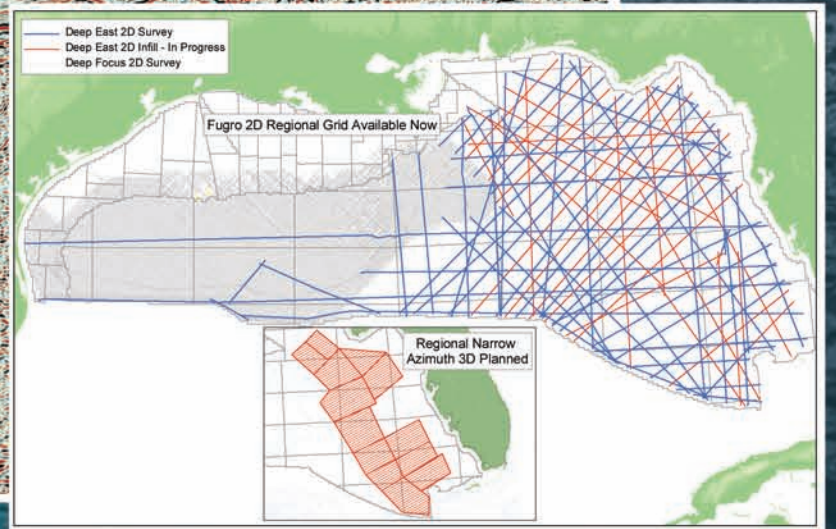 Deep East 2D Survey
Deep East 2D Infill - In Progress
Deep Focus 2D Survey
Fugro 2D Regional Grid Available Now
Regional Narrow
Azimuth 3D Planned